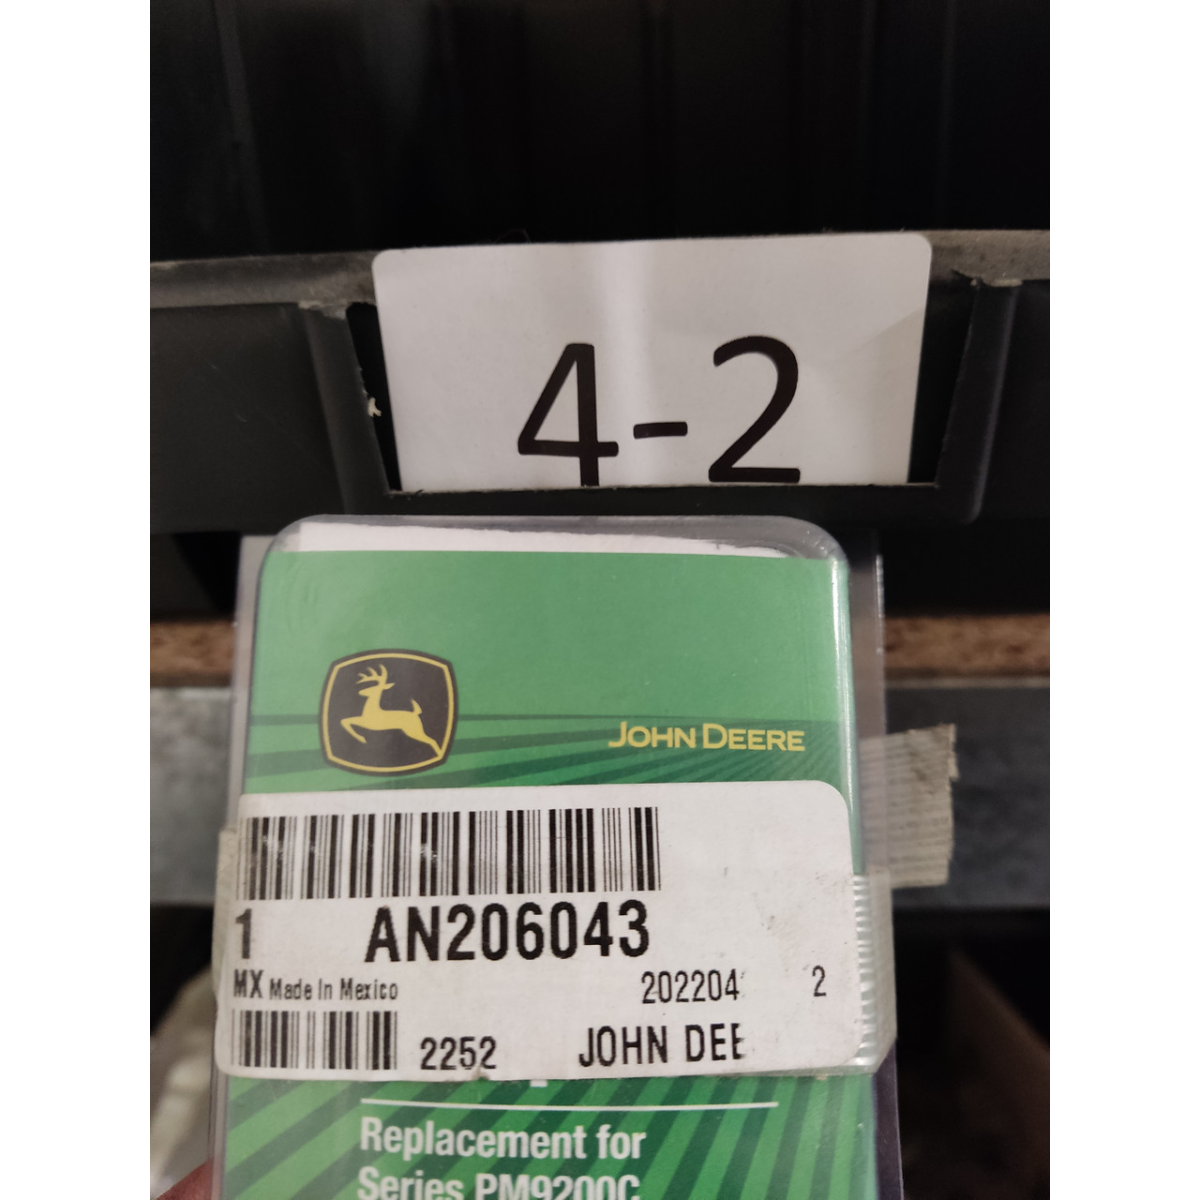 4-2
JOHN DEERE
1 AN206043
MX Made In Mexico 202204 2
2252 JOHN DEE
Replacement for
Series PM9200C